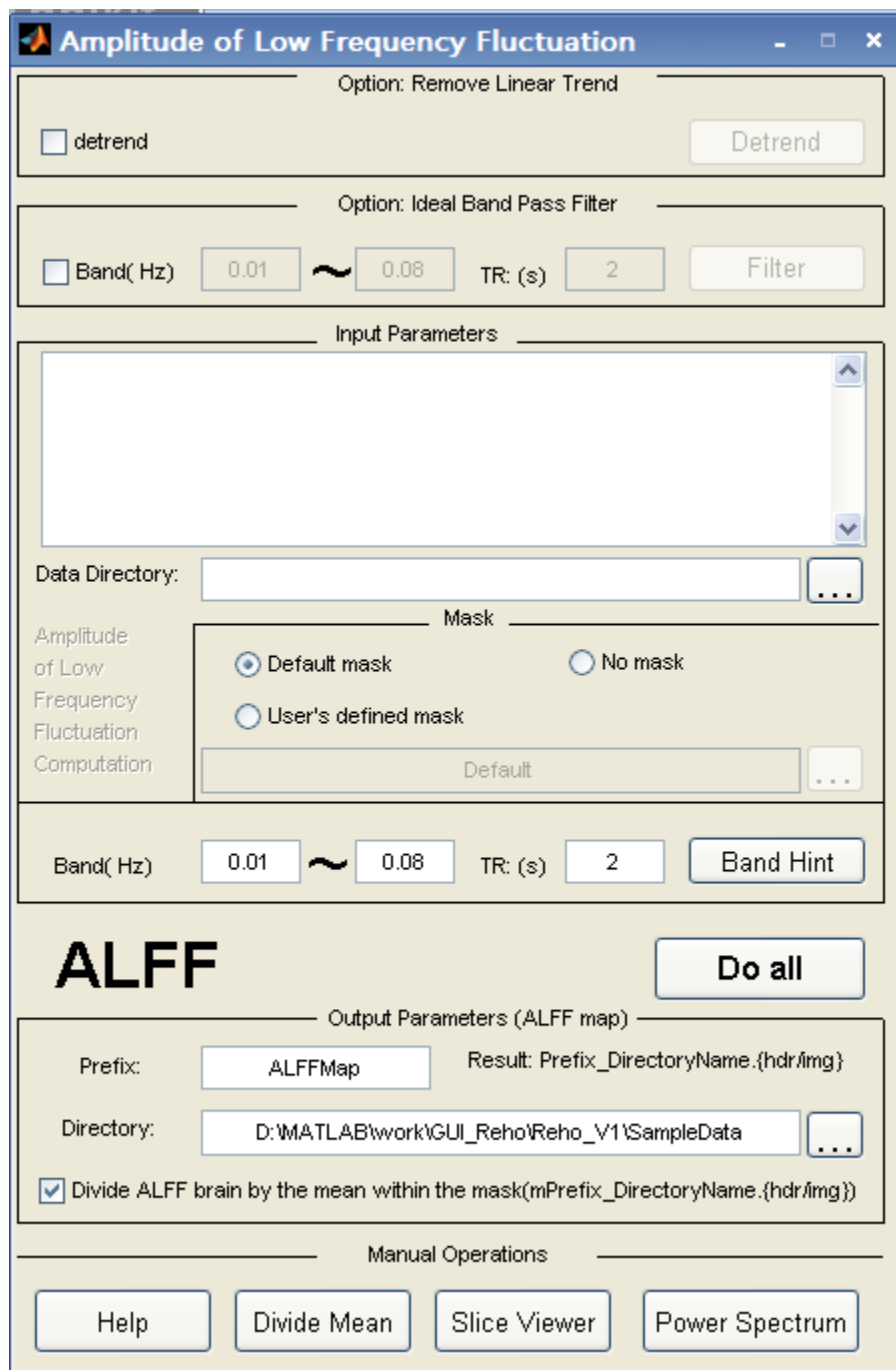 Amplitude of Low Frequency Fluctuation
Option: Remove Linear Trend
detrend Detrend
Option: Ideal Band Pass Filter
Band( Hz) 0.01 ~ 0.08 TR: (s) 2 Filter
Input Parameters
Data Directory: ...
Amplitude
of Low
Frequency
Fluctuation
Computation
Mask
Default mask No mask
User's defined mask
Default ...
Band( Hz) 0.01 ~ 0.08 TR: (s) 2 Band Hint
ALFF Do all
Output Parameters (ALFF map)
Prefix: ALFFMap Result: Prefix_DirectoryName.{hdr/img}
Directory: D:\MATLAB\work\GUI_Reho\Reho_V1\SampleData ...
Divide ALFF brain by the mean within the mask(mPrefix_DirectoryName.{hdr/img})
Manual Operations
Help Divide Mean Slice Viewer Power Spectrum